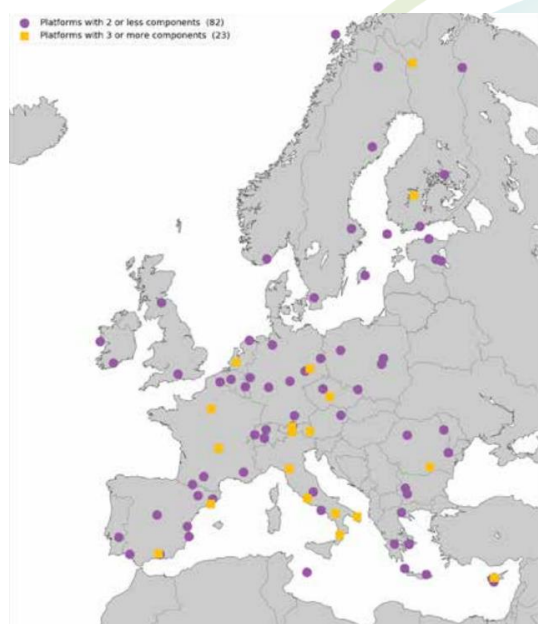 Platforms with 2 or less components (82)
Platforms with 3 or more components (23)